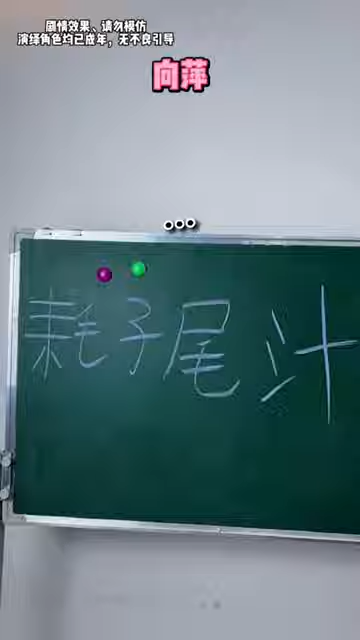 剧情效果、请勿模仿
演绎角色均已成年,无不良引导
向萍
耗子尾汁